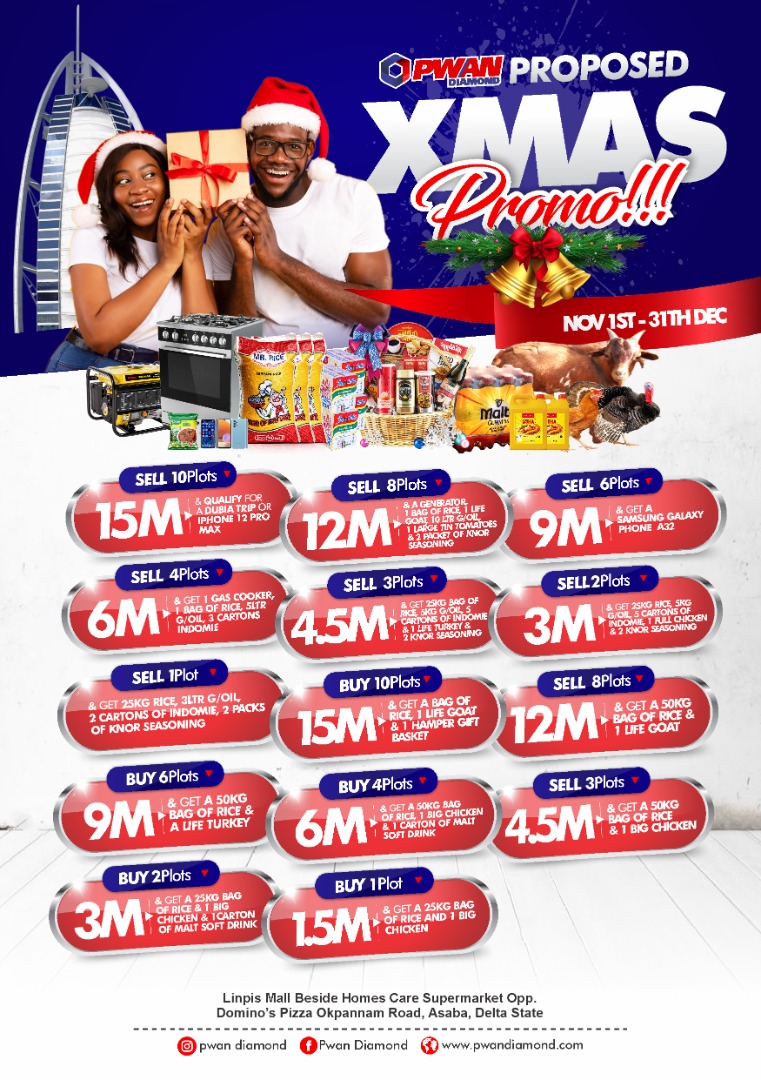 PWAN DIAMOND PROPOSED
XMAS
Promo!!!
NOV 1ST - 31TH DEC
MR. RICE
Malt
SELL 10Plots
15M
& QUALIFY FOR
A DUBIA TRIP OR
IPHONE 12 PRO
MAX
SELL 8Plots
12M
& A GENERATOR,
1 BAG OF RICE, 1 LIFE
GOAT, 10 LTR G/OIL,
1 LARGE TIN TOMATOES
& 2 PACKET OF KNOR
SEASONING
SELL 6Plots
9M
& GET A
SAMSUNG GALAXY
PHONE A32
SELL 4Plots
6M
& GET 1 GAS COOKER,
1 BAG OF RICE, 5LTR
G/OIL, 3 CARTONS
INDOMIE
SELL 3Plots
4.5M
& GET 25KG BAG OF
RICE, 5KG G/OIL, 5
CARTONS OF INDOMIE
& 1 LIFE TURKEY &
2 KNOR SEASONING
SELL 2Plots
3M
& GET 25KG RICE, 5KG
G/OIL, 5 CARTONS OF
INDOMIE, 1 FULL CHICKEN
& 2 KNOR SEASONING
SELL 1Plot
& GET 25KG RICE, 3LTR G/OIL,
2 CARTONS OF INDOMIE, 2 PACKS
OF KNOR SEASONING
BUY 10Plot
15M
& GET A BAG OF
RICE, 1 LIFE GOAT
& 1 HAMPER GIFT
BASKET
SELL 8Plots
12M
& GET A 50KG
BAG OF RICE &
1 LIFE GOAT
BUY 6Plots
9M
& GET A 50KG
BAG OF RICE &
A LIFE TURKEY
BUY 4Plots
6M
& GET A 50KG BAG
OF RICE, 1 BIG CHICKEN
& 1 CARTON OF MALT
SOFT DRINK
SELL 3Plots
4.5M
& GET A 50KG
BAG OF RICE
& 1 BIG CHICKEN
BUY 2Plots
3M
& GET A 25KG BAG
OF RICE & 1 BIG
CHICKEN & 1CARTON
OF MALT SOFT DRINK
BUY 1Plot
1.5M
& GET A 25KG BAG
OF RICE AND 1 BIG
CHICKEN
Linpis Mall Beside Homes Care Supermarket Opp.
Domino's Pizza Okpannam Road, Asaba, Delta State
pwan diamond Pwan Diamond www.pwandiamond.com